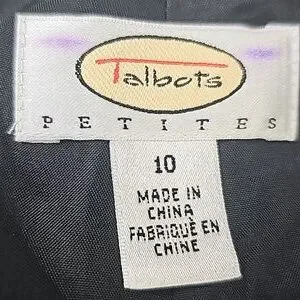 Talbots
PETITES
10
MADE IN
CHINA
FABRIQUÉ EN
CHINE